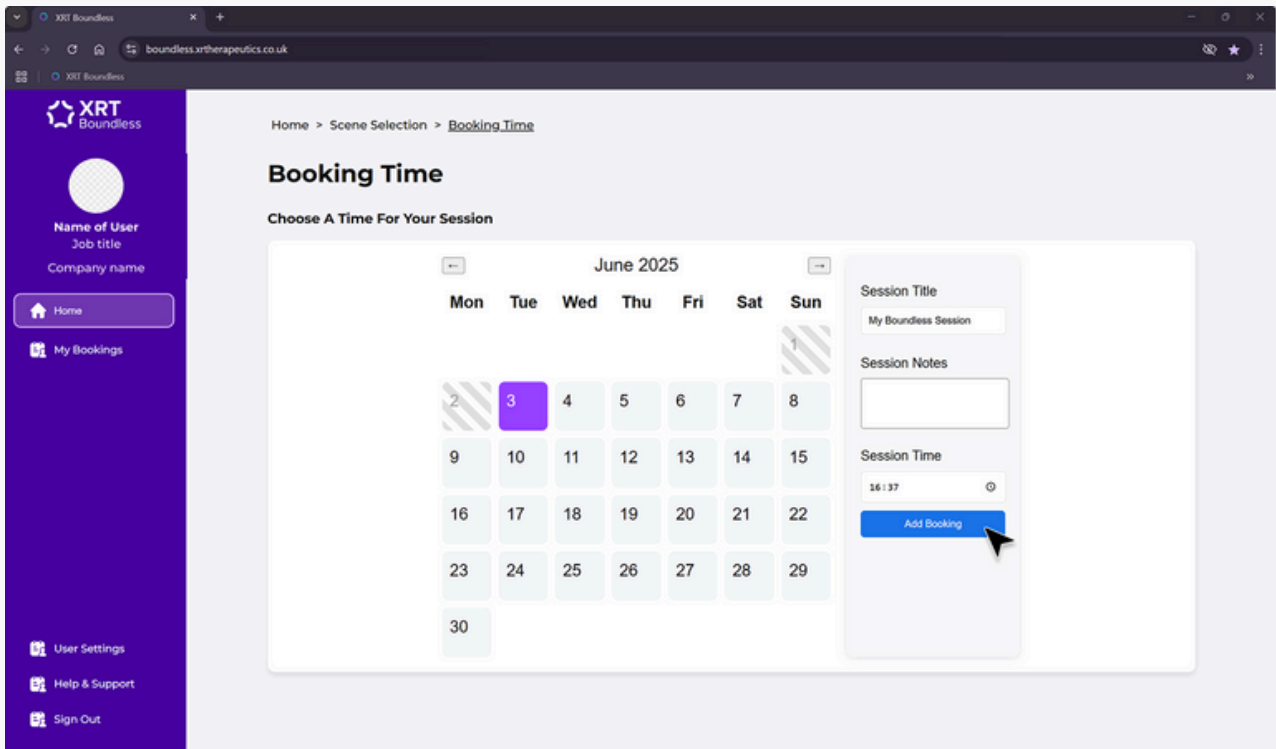 XRT Boundless
boundless.xrtherapeutics.co.uk
XRT Boundless
XRT
Boundless
Name of User
Job title
Company name
Home
My Bookings
User Settings
Help & Support
Sign Out
Home > Scene Selection > Booking Time
Booking Time
Choose A Time For Your Session
← June 2025 →
Mon Tue Wed Thu Fri Sat Sun
1
2 3 4 5 6 7 8
9 10 11 12 13 14 15
16 17 18 19 20 21 22
23 24 25 26 27 28 29
30
Session Title
My Boundless Session
Session Notes
Session Time
16:37
Add Booking